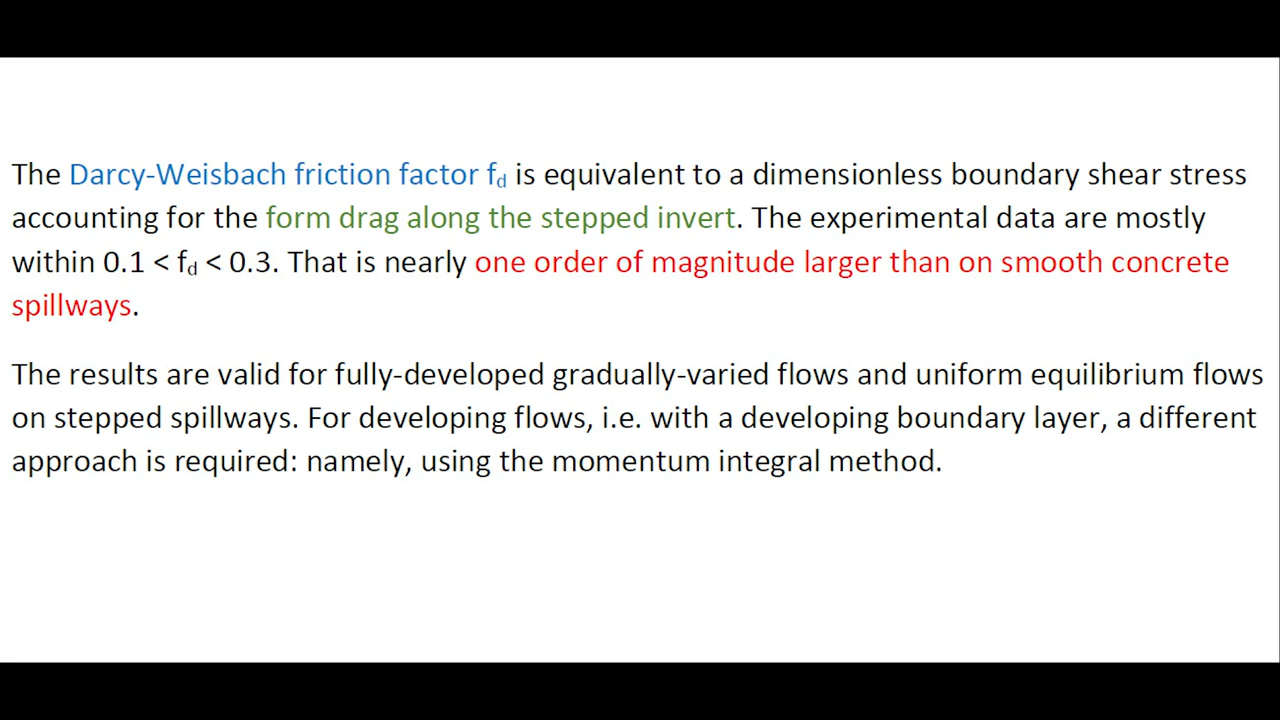 The Darcy-Weisbach friction factor fd is equivalent to a dimensionless boundary shear stress
accounting for the form drag along the stepped invert. The experimental data are mostly
within 0.1 < fd < 0.3. That is nearly one order of magnitude larger than on smooth concrete
spillways.
The results are valid for fully-developed gradually-varied flows and uniform equilibrium flows
on stepped spillways. For developing flows, i.e. with a developing boundary layer, a different
approach is required: namely, using the momentum integral method.